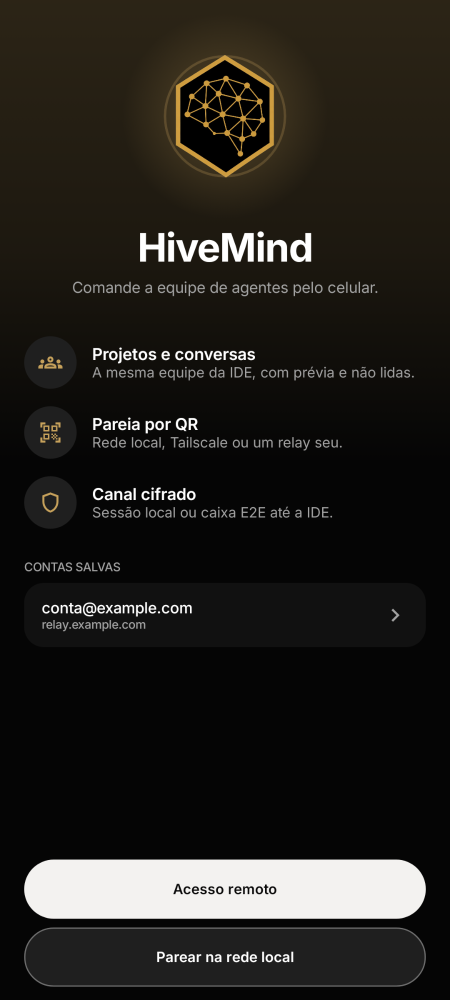 HiveMind
Comande a equipe de agentes pelo celular.
Projetos e conversas
A mesma equipe da IDE, com prévia e não lidas.
Pareia por QR
Rede local, Tailscale ou um relay seu.
Canal cifrado
Sessão local ou caixa E2E até a IDE.
CONTAS SALVAS
conta@example.com
relay.example.com
Acesso remoto
Parear na rede local